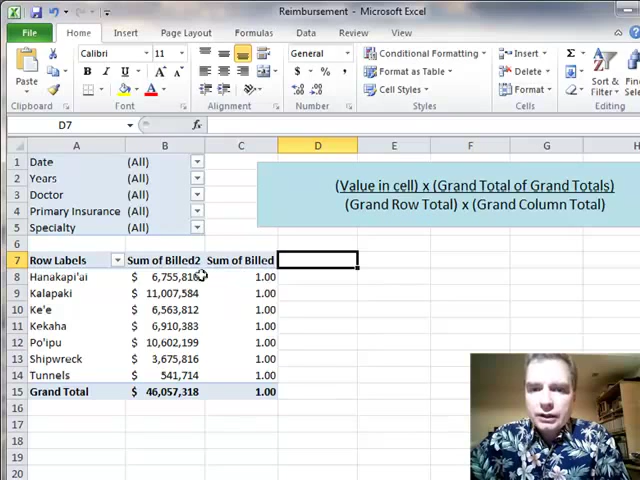 Reimbursement - Microsoft Excel
File Home Insert Page Layout Formulas Data Review View
Calibri 11 General Conditional Formatting Insert Σ
Paste B I U A $ % , Format as Table Delete Sort & Find &
Cell Styles Format Filter Select
Clipboard Font Alignment Number Styles Cells
D7 fx
A B C D E F G H
1 Date (All)
2 Years (All)
3 Doctor (All)
4 Primary Insurance (All)
5 Specialty (All)
(Value in cell) x (Grand Total of Grand Totals)
(Grand Row Total) x (Grand Column Total)
6
7 Row Labels Sum of Billed2 Sum of Billed
8 Hanakapi'ai $ 6,755,810 1.00
9 Kalapaki $ 11,007,584 1.00
10 Ke'e $ 6,563,812 1.00
11 Kekaha $ 6,910,383 1.00
12 Po'ipu $ 10,602,199 1.00
13 Shipwreck $ 3,675,816 1.00
14 Tunnels $ 541,714 1.00
15 Grand Total $ 46,057,318 1.00
16
17
18
19
20